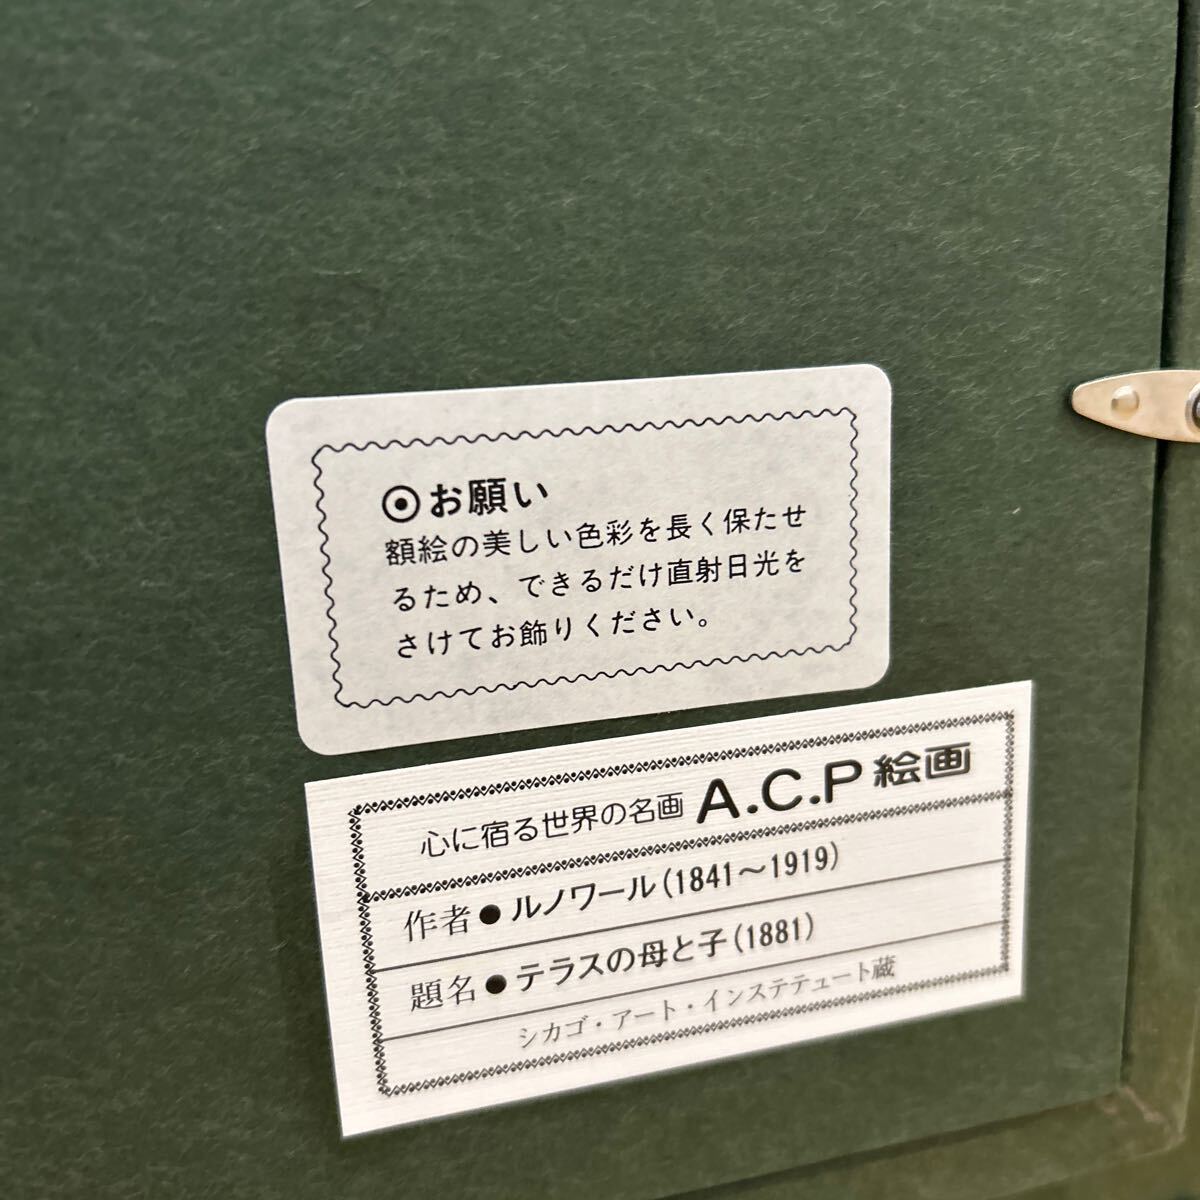 ⦿お願い
額絵の美しい色彩を長く保たせ
るため、できるだけ直射日光を
さけてお飾りください。
心に宿る世界の名画 A.C.P 絵画
作者●ルノワール(1841〜1919)
題名●テラスの母と子(1881)
シカゴ・アート・インステテュート蔵